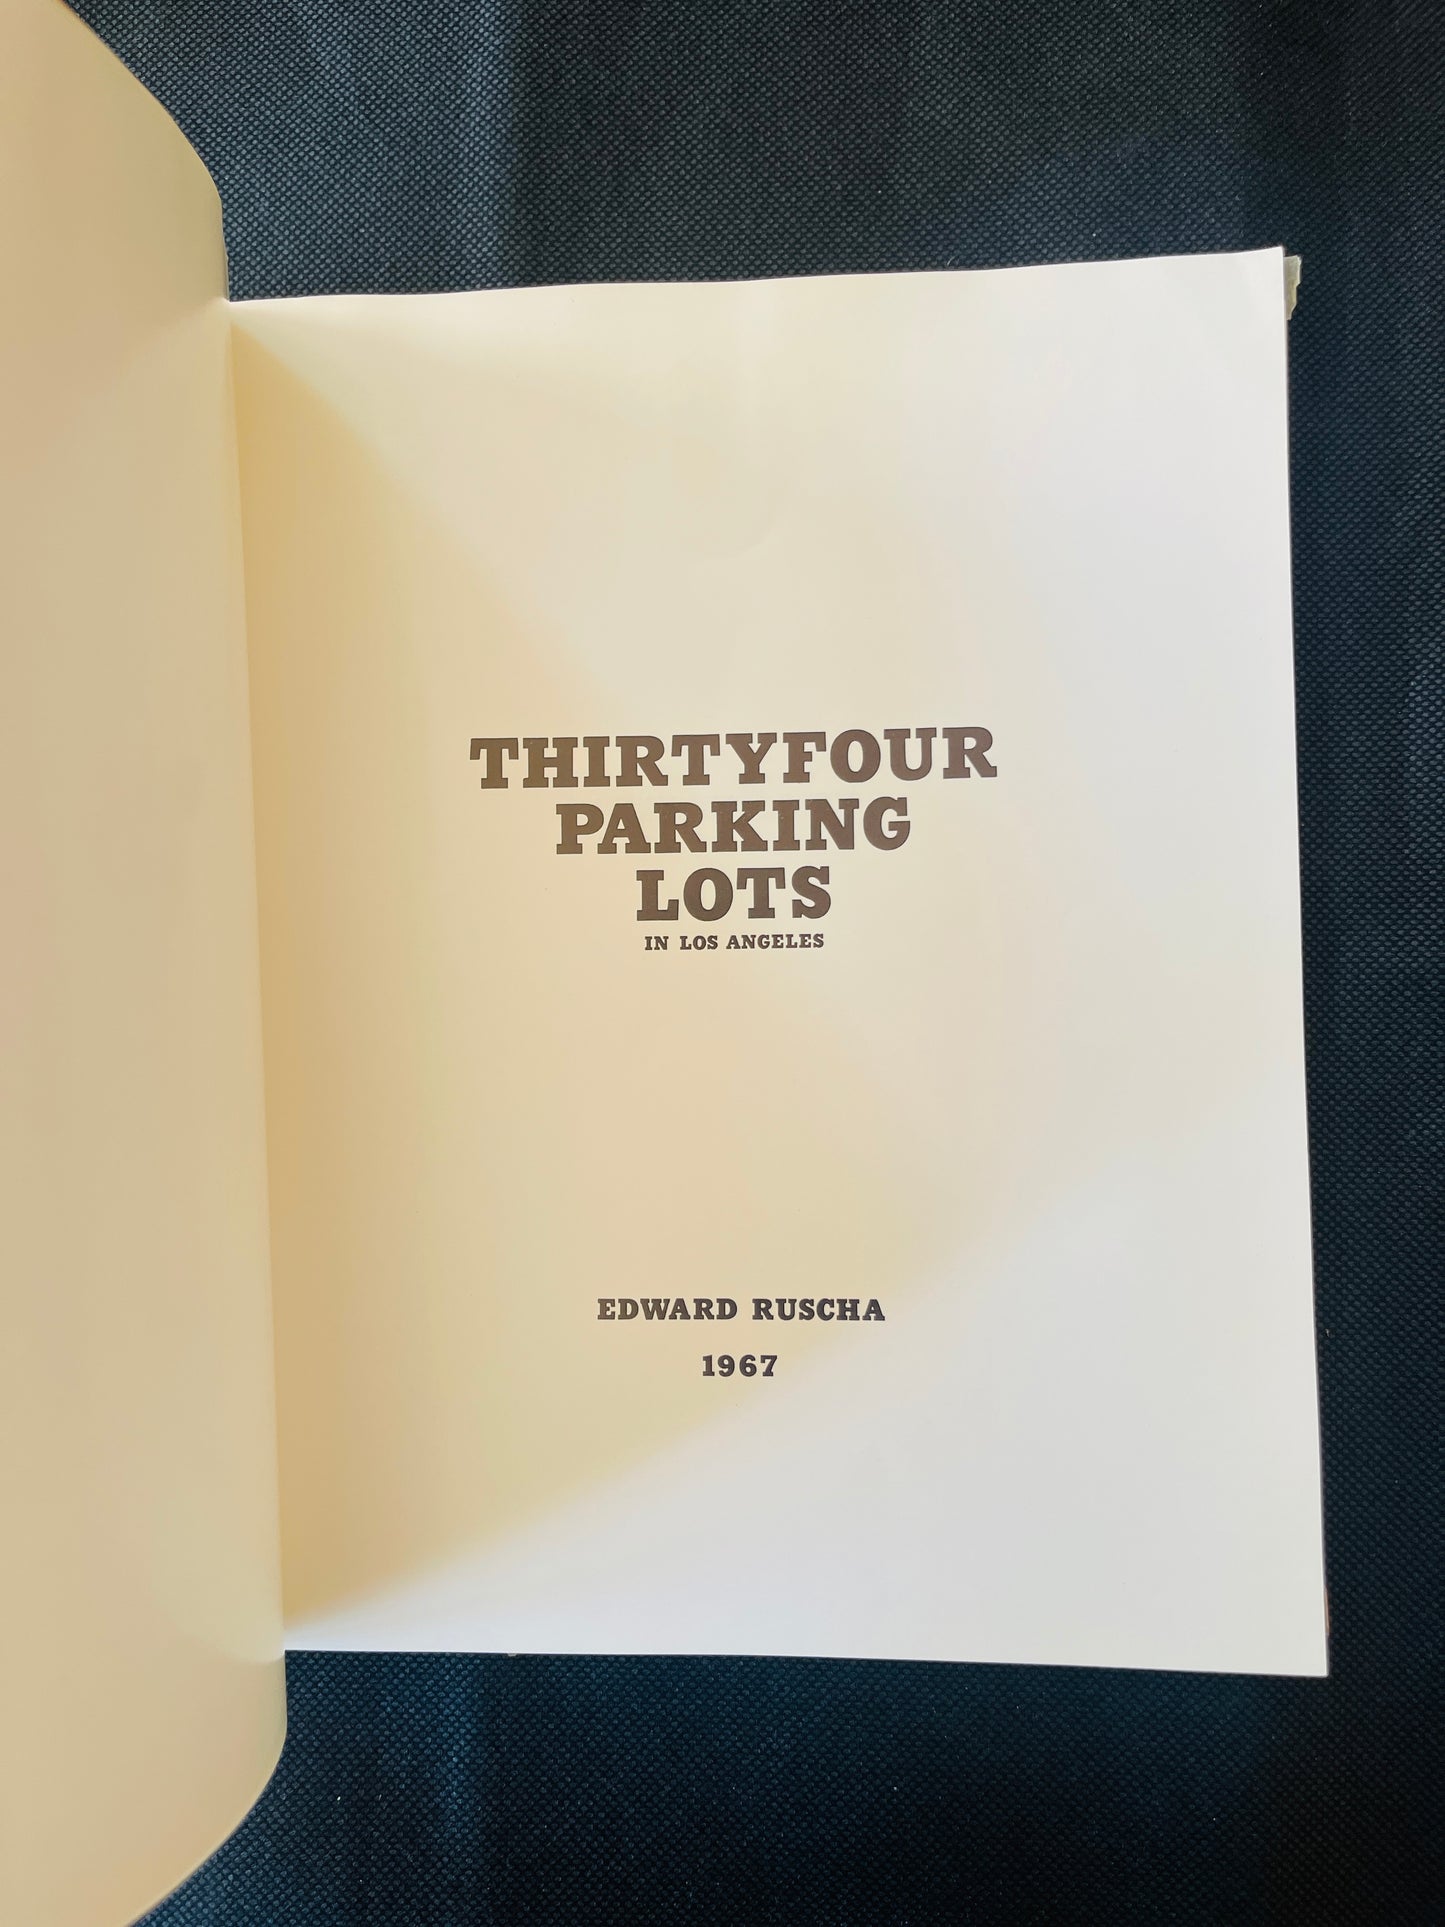 THIRTYFOUR
PARKING
LOTS
IN LOS ANGELES
EDWARD RUSCHA
1967